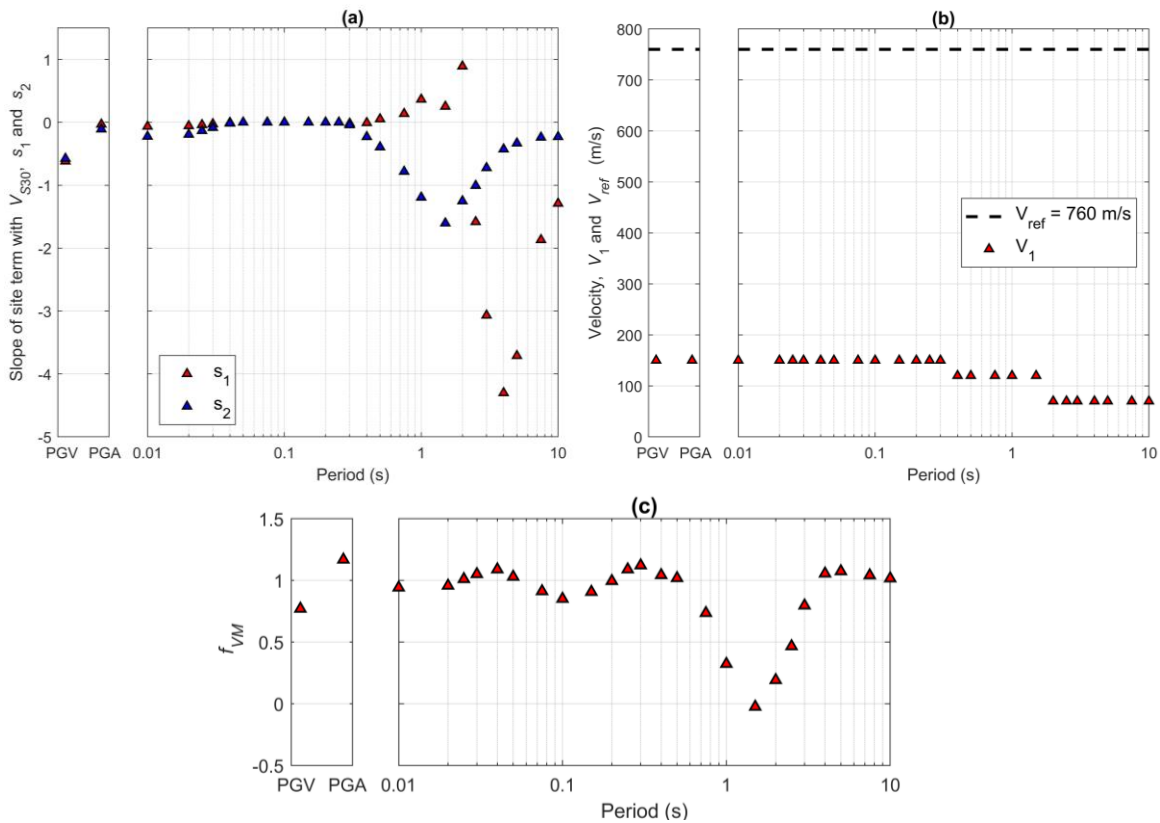 (a)
Slope of site term with V_S30, s_1 and s_2
1
0
-1
-2
-3
-4
-5
s_1
s_2
PGV PGA 0.01 0.1 1 10
Period (s)
(b)
Velocity, V_1 and V_ref (m/s)
800
700
600
500
400
300
200
100
0
V_ref = 760 m/s
V_1
PGV PGA 0.01 0.1 1 10
Period (s)
(c)
f_VM
1.5
1
0.5
0
-0.5
PGV PGA 0.01 0.1 1 10
Period (s)